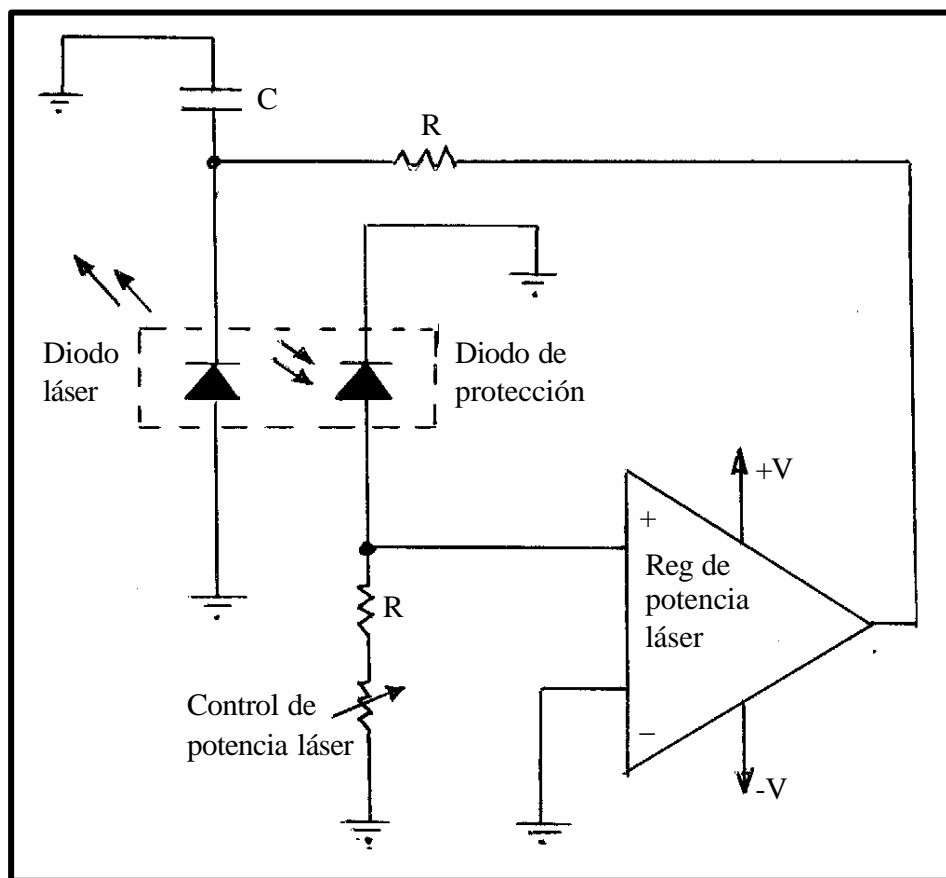 C
R
Diodo
láser
Diodo de
protección
+V
+
Reg de
potencia
láser
R
Control de
potencia láser
–
-V